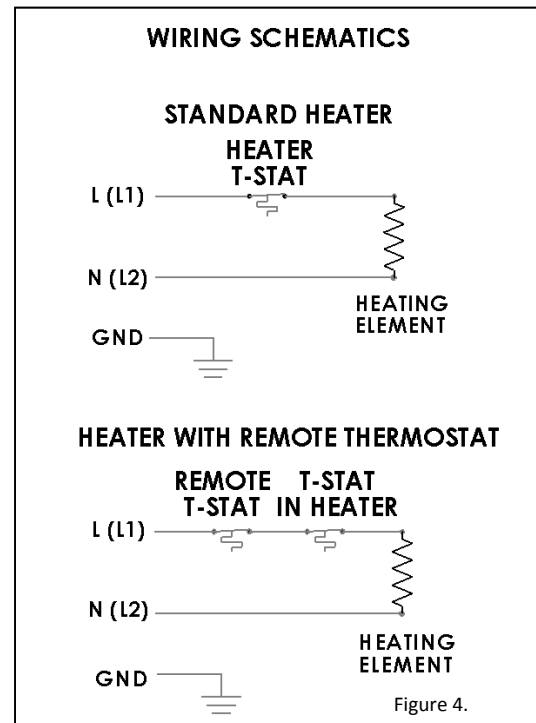 WIRING SCHEMATICS
STANDARD HEATER
HEATER
T-STAT
L (L1)
N (L2)
HEATING
ELEMENT
GND
HEATER WITH REMOTE THERMOSTAT
REMOTE T-STAT
T-STAT IN HEATER
L (L1)
N (L2)
HEATING
ELEMENT
GND
Figure 4.